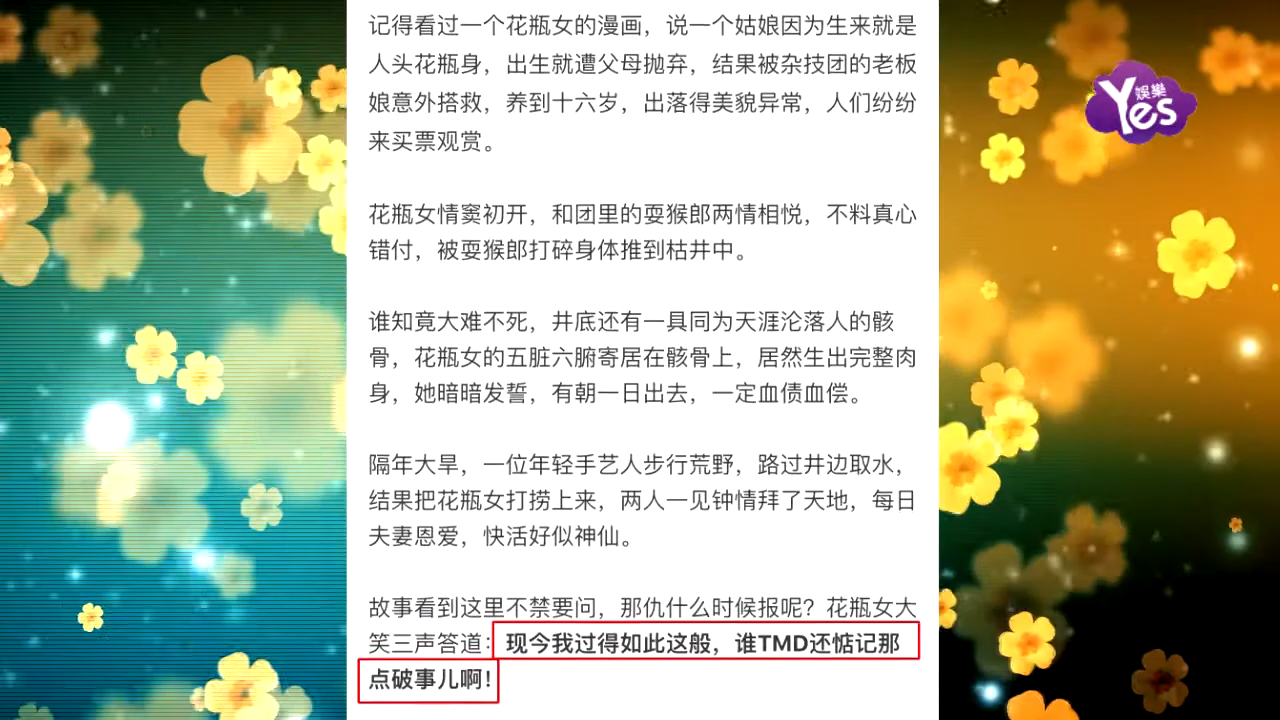 记得看过一个花瓶女的漫画，说一个姑娘因为生来就是
人头花瓶身，出生就遭父母抛弃，结果被杂技团的老板
娘意外搭救，养到十六岁，出落得美貌异常，人们纷纷
来买票观赏。
花瓶女情窦初开，和团里的耍猴郎两情相悦，不料真心
错付，被耍猴郎打碎身体推到枯井中。
谁知竟大难不死，井底还有一具同为天涯沦落人的骸
骨，花瓶女的五脏六腑寄居在骸骨上，居然生出完整肉
身，她暗暗发誓，有朝一日出去，一定血债血偿。
隔年大旱，一位年轻手艺人步行荒野，路过井边取水，
结果把花瓶女打捞上来，两人一见钟情拜了天地，每日
夫妻恩爱，快活好似神仙。
故事看到这里不禁要问，那仇什么时候报呢？花瓶女大
笑三声答道：现今我过得如此这般，谁TMD还惦记那
点破事儿啊！
Yes娛樂